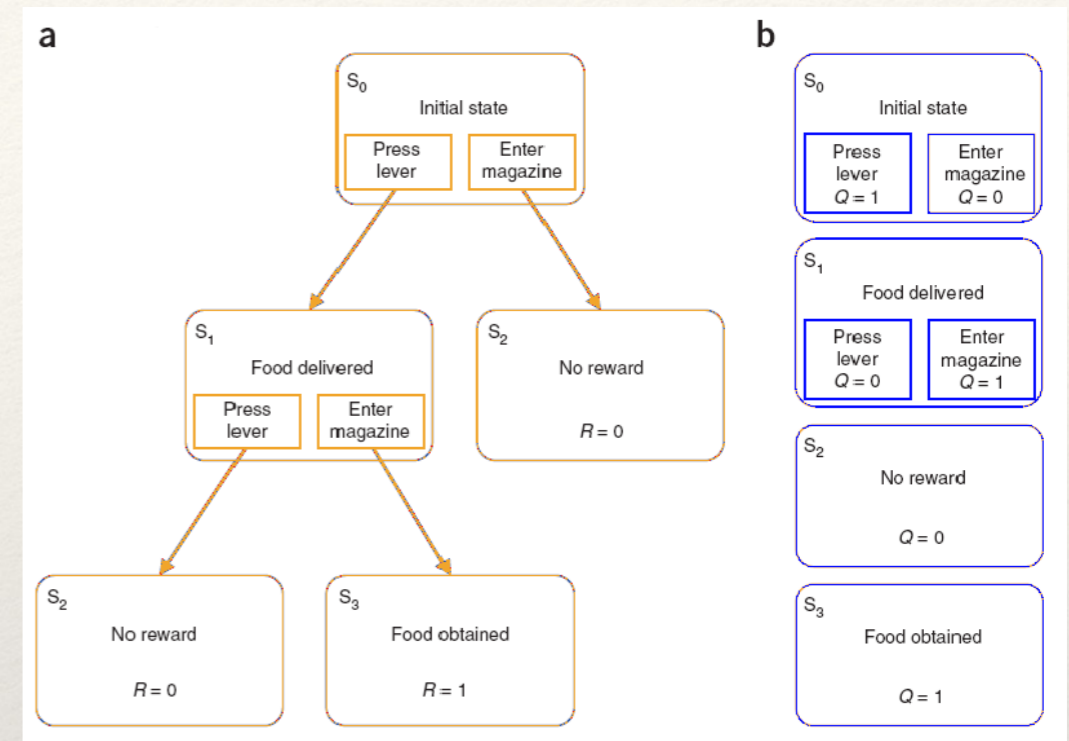 a
S0
Initial state
Press
lever
Enter
magazine
S1
Food delivered
Press
lever
Enter
magazine
S2
No reward
R = 0
S2
No reward
R = 0
S3
Food obtained
R = 1
b
S0
Initial state
Press
lever
Q = 1
Enter
magazine
Q = 0
S1
Food delivered
Press
lever
Q = 0
Enter
magazine
Q = 1
S2
No reward
Q = 0
S3
Food obtained
Q = 1